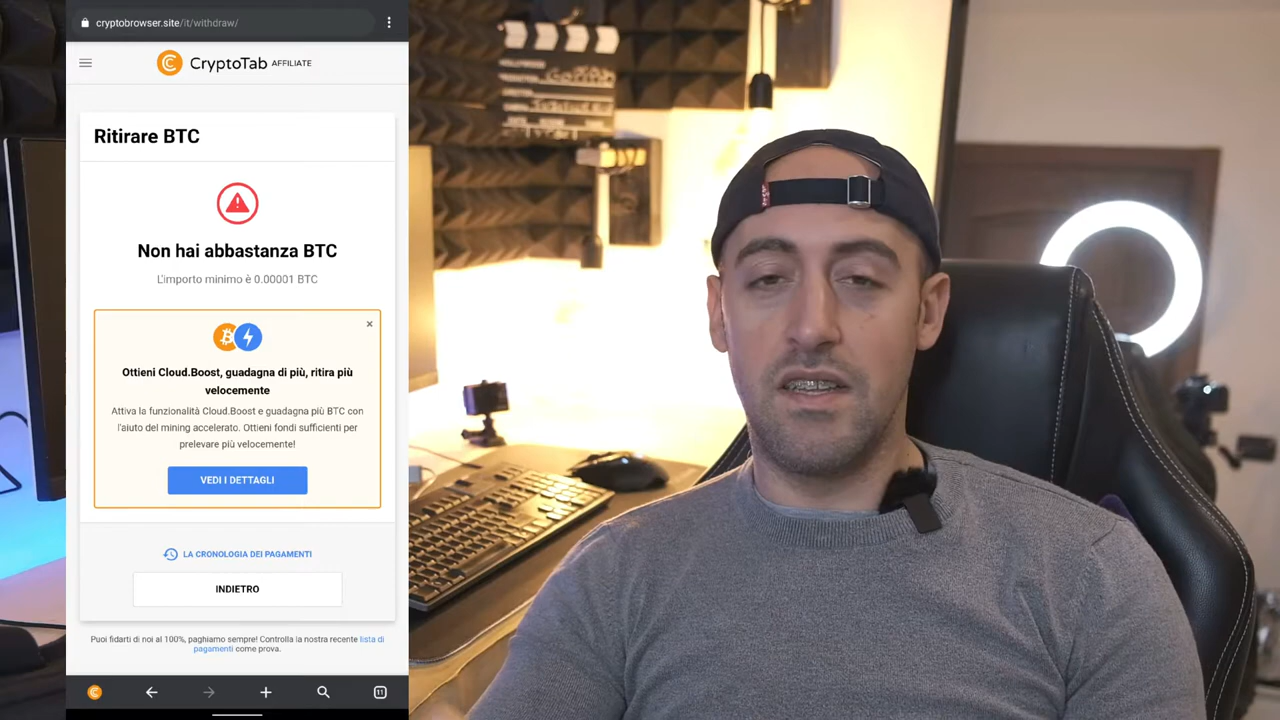 cryptobrowser.site/it/withdraw/
CryptoTab AFFILIATE
Ritirare BTC
Non hai abbastanza BTC
L'importo minimo è 0.00001 BTC
Ottieni Cloud.Boost, guadagna di più, ritira più
velocemente
Attiva la funzionalità Cloud.Boost e guadagna più BTC con
l'aiuto del mining accelerato. Ottieni fondi sufficienti per
prelevare più velocemente!
VEDI I DETTAGLI
LA CRONOLOGIA DEI PAGAMENTI
INDIETRO
Puoi fidarti di noi al 100%, paghiamo sempre! Controlla la nostra recente lista di
pagamenti come prova.
11